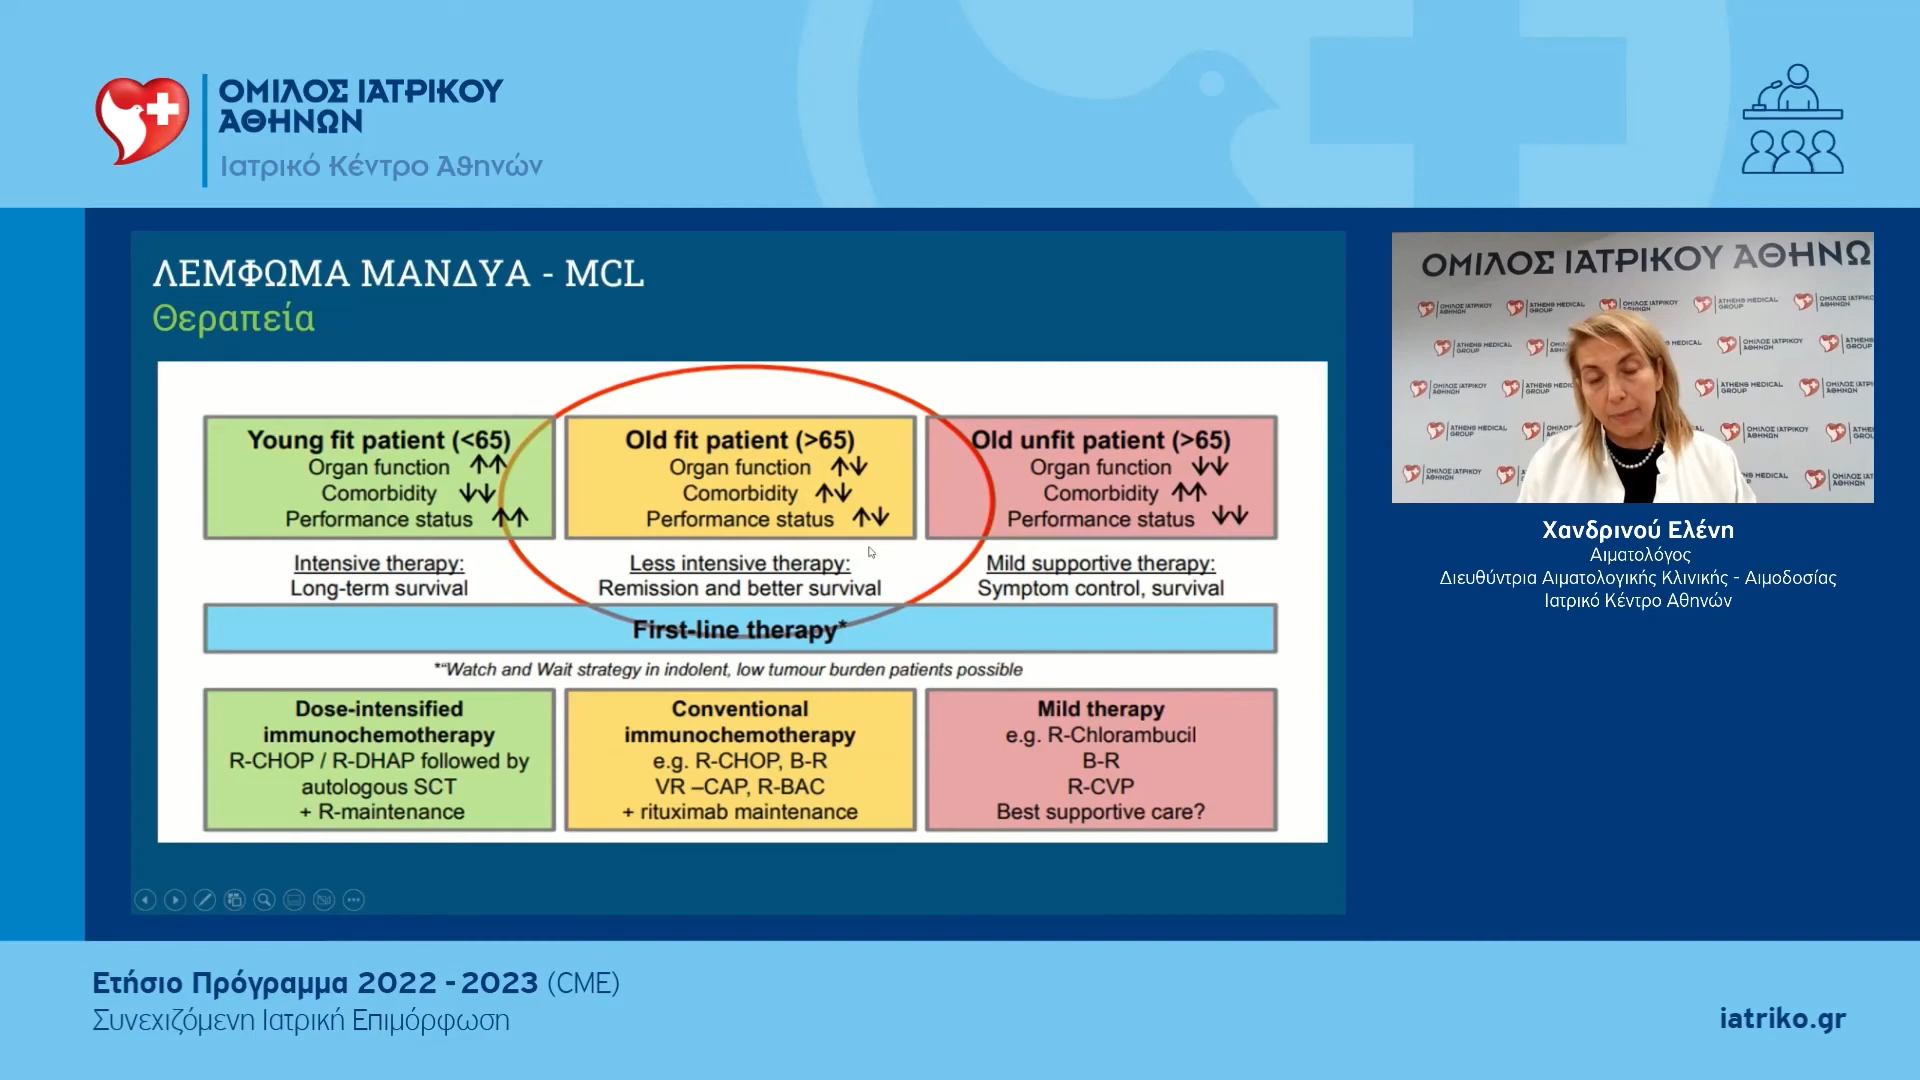 ΟΜΙΛΟΣ ΙΑΤΡΙΚΟΥ
ΑΘΗΝΩΝ
Ιατρικό Κέντρο Αθηνών
ΛΕΜΦΩΜΑ ΜΑΝΔΥΑ - MCL
Θεραπεία
Young fit patient (<65)
Organ function ↑↑
Comorbidity ↓↓
Performance status ↑↑
Intensive therapy:
Long-term survival
Old fit patient (>65)
Organ function ↑↓
Comorbidity ↑↓
Performance status ↑↓
Less intensive therapy:
Remission and better survival
Old unfit patient (>65)
Organ function ↓↓
Comorbidity ↑↑
Performance status ↓↓
Mild supportive therapy:
Symptom control, survival
First-line therapy*
*“Watch and Wait strategy in indolent, low tumour burden patients possible
Dose-intensified
immunochemotherapy
R-CHOP / R-DHAP followed by
autologous SCT
+ R-maintenance
Conventional
immunochemotherapy
e.g. R-CHOP, B-R
VR –CAP, R-BAC
+ rituximab maintenance
Mild therapy
e.g. R-Chlorambucil
B-R
R-CVP
Best supportive care?
ΟΜΙΛΟΣ ΙΑΤΡΙΚΟΥ ΑΘΗΝΩ
Χανδρινού Ελένη
Αιματολόγος
Διευθύντρια Αιματολογικής Κλινικής - Αιμοδοσίας
Ιατρικό Κέντρο Αθηνών
Ετήσιο Πρόγραμμα 2022 - 2023 (CME)
Συνεχιζόμενη Ιατρική Επιμόρφωση
iatriko.gr